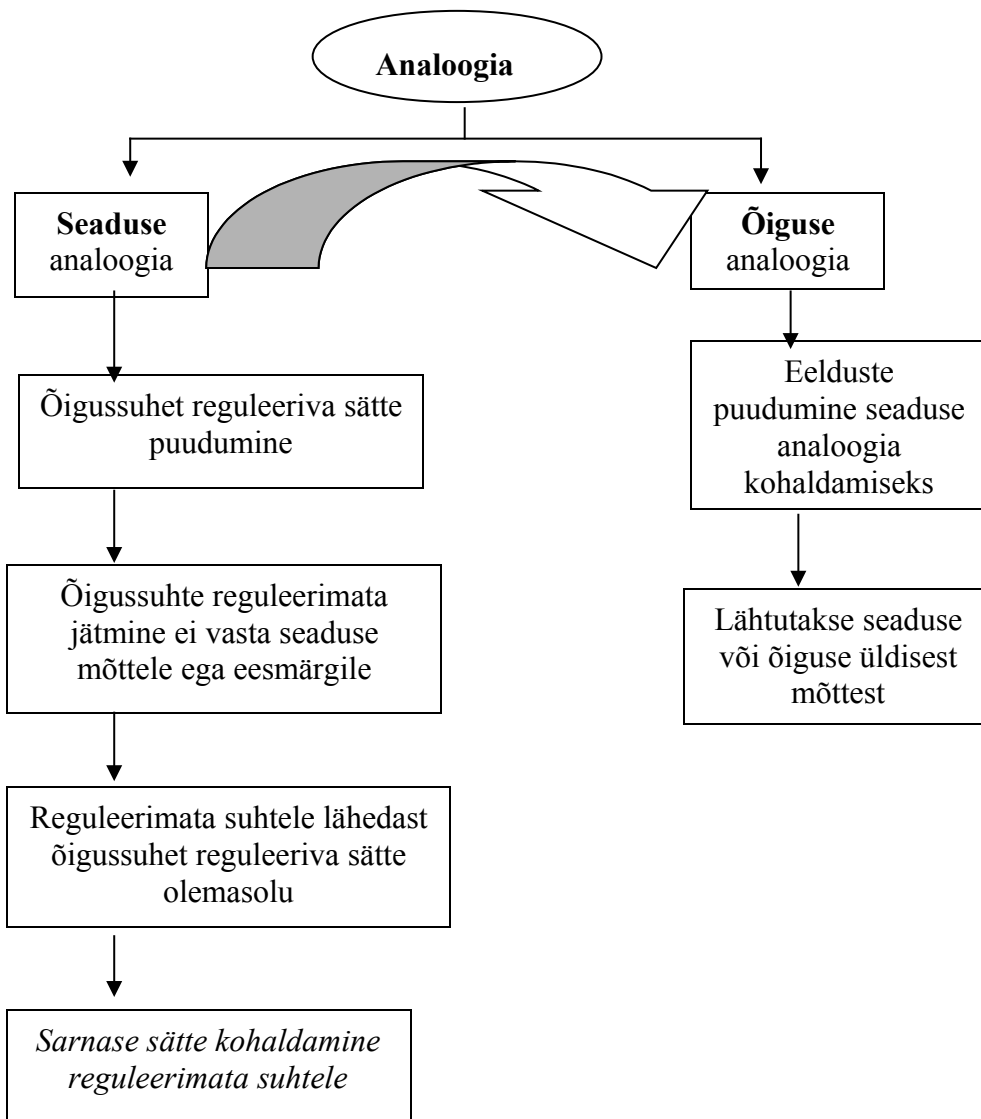 Analoogia
Seaduse
analoogia
Õigussuhet reguleeriva sätte
puudumine
Õigussuhte reguleerimata
jätmine ei vasta seaduse
mõttele ega eesmärgile
Reguleerimata suhtele lähedast
õigussuhet reguleeriva sätte
olemasolu
Sarnase sätte kohaldamine
reguleerimata suhtele
Õiguse
analoogia
Eelduste
puudumine seaduse
analoogia
kohaldamiseks
Lähtutakse seaduse
või õiguse üldisest
mõttest